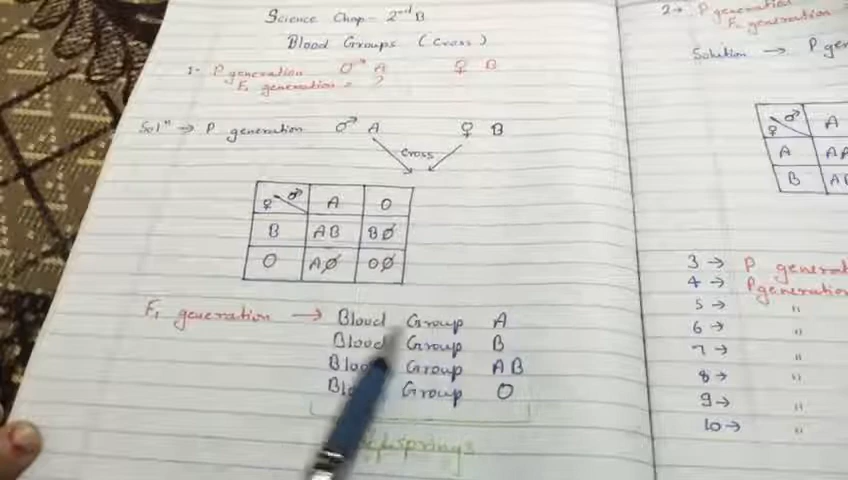 Science Chap - 2nd B
Blood Groups (Cross)
1- P generation ♂ A ♀ B
F1 generation = ?
Solⁿ → P generation ♂ A ♀ B
cross
♀ ♂ A O
B AB BO
O AO OO
F1 generation → Blood Group A
Blood Group B
Blood Group AB
Group O
2→ P generation
F1 generation =
Solution → P gen
♀ ♂ A
A
B
3 → P generat
4 → P generation
5 → "
6 → "
7 → "
8 → "
9 → "
10 → "